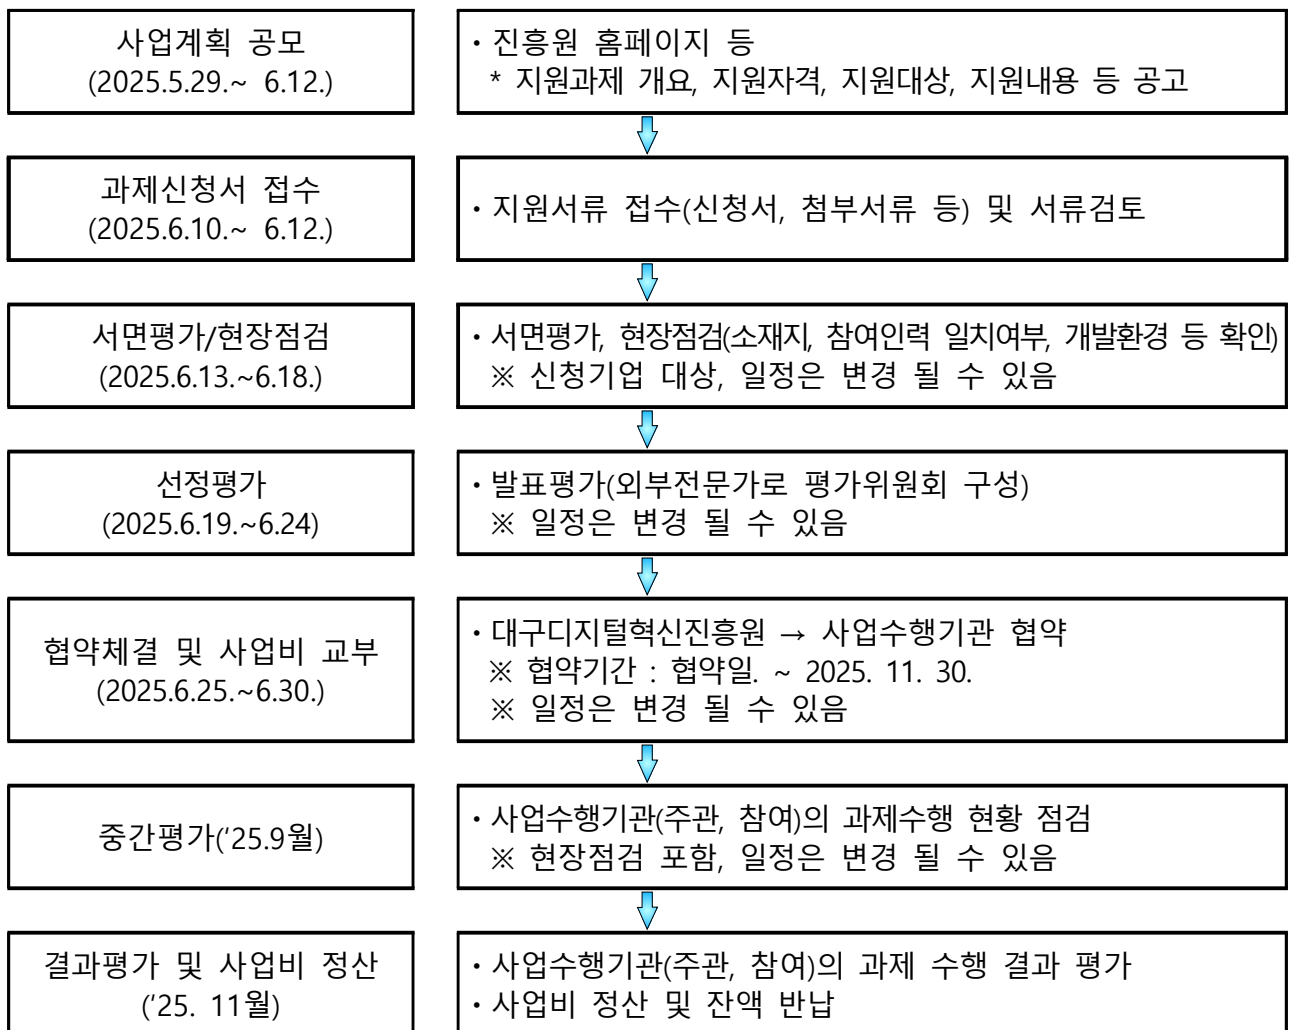 사업계획 공모
(2025.5.29.~ 6.12.)
・진흥원 홈페이지 등
* 지원과제 개요, 지원자격, 지원대상, 지원내용 등 공고
과제신청서 접수
(2025.6.10.~ 6.12.)
・지원서류 접수(신청서, 첨부서류 등) 및 서류검토
서면평가/현장점검
(2025.6.13.~6.18.)
・서면평가, 현장점검(소재지, 참여인력 일치여부, 개발환경 등 확인)
※ 신청기업 대상, 일정은 변경 될 수 있음
선정평가
(2025.6.19.~6.24)
・발표평가(외부전문가로 평가위원회 구성)
※ 일정은 변경 될 수 있음
협약체결 및 사업비 교부
(2025.6.25.~6.30.)
・대구디지털혁신진흥원 → 사업수행기관 협약
※ 협약기간 : 협약일. ~ 2025. 11. 30.
※ 일정은 변경 될 수 있음
중간평가(‘25.9월)
・사업수행기관(주관, 참여)의 과제수행 현황 점검
※ 현장점검 포함, 일정은 변경 될 수 있음
결과평가 및 사업비 정산
(‘25. 11월)
・사업수행기관(주관, 참여)의 과제 수행 결과 평가
・사업비 정산 및 잔액 반납